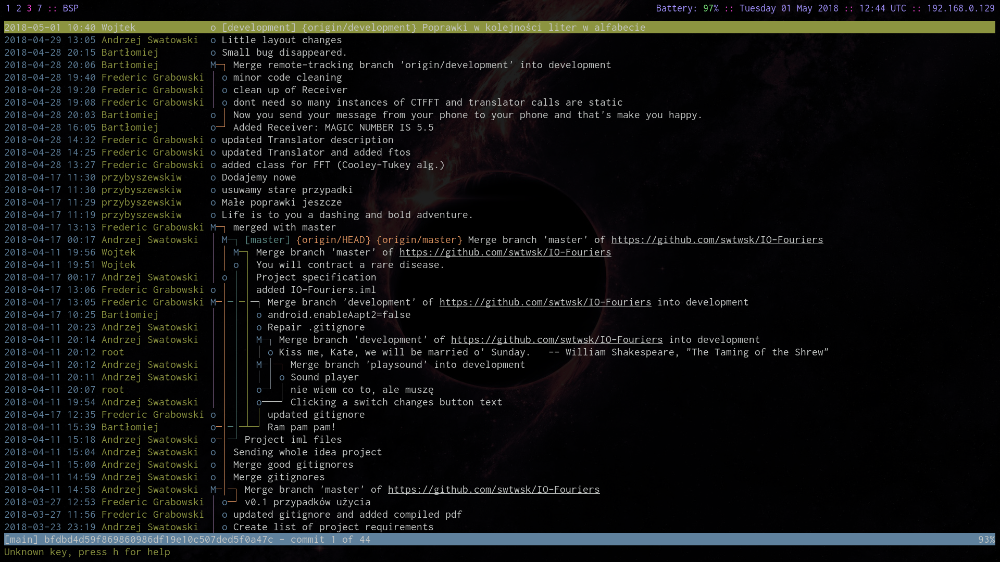 1 2 3 7 :: BSP Battery: 97% :: Tuesday 01 May 2018 :: 12:44 UTC :: 192.168.0.129
2018-05-01 10:40 Wojtek o [development] {origin/development} Poprawki w kolejności liter w alfabecie
2018-04-29 13:05 Andrzej Swatowski o Little layout changes
2018-04-28 20:15 Bartłomiej o Small bug disappeared.
2018-04-28 20:06 Bartłomiej M─┐ Merge remote-tracking branch 'origin/development' into development
2018-04-28 19:40 Frederic Grabowski │ o minor code cleaning
2018-04-28 19:20 Frederic Grabowski │ o clean up of Receiver
2018-04-28 19:08 Frederic Grabowski │ o dont need so many instances of CTFFT and translator calls are static
2018-04-28 20:03 Bartłomiej o │ Now you send your message from your phone to your phone and that's make you happy.
2018-04-28 16:05 Bartłomiej o─┘ Added Receiver: MAGIC NUMBER IS 5.5
2018-04-28 14:32 Frederic Grabowski o updated Translator description
2018-04-28 14:25 Frederic Grabowski o updated Translator and added ftos
2018-04-28 13:27 Frederic Grabowski o added class for FFT (Cooley-Tukey alg.)
2018-04-17 11:30 przybyszewskiw o Dodajemy nowe
2018-04-17 11:30 przybyszewskiw o usuwamy stare przypadki
2018-04-17 11:29 przybyszewskiw o Małe poprawki jeszcze
2018-04-17 11:19 przybyszewskiw o Life is to you a dashing and bold adventure.
2018-04-17 13:13 Frederic Grabowski M─┐ merged with master
2018-04-17 00:17 Andrzej Swatowski │ M─┐ [master] {origin/HEAD} {origin/master} Merge branch 'master' of https://github.com/swtwsk/IO-Fouriers
2018-04-11 19:56 Wojtek │ │ M─┐ Merge branch 'master' of https://github.com/swtwsk/IO-Fouriers
2018-04-11 19:51 Wojtek │ │ o │ You will contract a rare disease.
2018-04-17 00:17 Andrzej Swatowski │ o │ │ Project specification
2018-04-17 13:06 Frederic Grabowski o │ │ │ added IO-Fouriers.iml
2018-04-17 13:05 Frederic Grabowski M─│─│─│─┐ Merge branch 'development' of https://github.com/swtwsk/IO-Fouriers into development
2018-04-17 10:25 Bartłomiej │ │ │ │ o android.enableAapt2=false
2018-04-11 20:23 Andrzej Swatowski │ │ │ │ o Repair .gitignore
2018-04-11 20:14 Andrzej Swatowski │ │ │ │ M─┐ Merge branch 'development' of https://github.com/swtwsk/IO-Fouriers into development
2018-04-11 20:12 root │ │ │ │ │ o Kiss me, Kate, we will be married o' Sunday. -- William Shakespeare, "The Taming of the Shrew"
2018-04-11 20:12 Andrzej Swatowski │ │ │ │ M─│─┐ Merge branch 'playsound' into development
2018-04-11 20:11 Andrzej Swatowski │ │ │ │ │ │ o Sound player
2018-04-11 20:07 root │ │ │ │ o─┘ │ nie wiem co to, ale muszę
2018-04-11 19:54 Andrzej Swatowski │ │ │ │ o───┘ Clicking a switch changes button text
2018-04-17 12:35 Frederic Grabowski o │ │ │ │ updated gitignore
2018-04-11 15:39 Bartłomiej o─│─│─┴─┘ Ram pam pam!
2018-04-11 15:18 Andrzej Swatowski o─│─┘ Project iml files
2018-04-11 15:04 Andrzej Swatowski o │ Sending whole idea project
2018-04-11 15:00 Andrzej Swatowski o │ Merge good gitignores
2018-04-11 14:59 Andrzej Swatowski o │ Merge gitignores
2018-04-11 14:58 Andrzej Swatowski M─│─┐ Merge branch 'master' of https://github.com/swtwsk/IO-Fouriers
2018-03-27 12:53 Frederic Grabowski │ o─┘ v0.1 przypadków użycia
2018-03-27 11:56 Frederic Grabowski │ o updated gitignore and added compiled pdf
2018-03-23 23:19 Andrzej Swatowski │ o Create list of project requirements
[main] bfdbd4d59f869860986df19e10c507ded5f0a47c - commit 1 of 44 93%
Unknown key, press h for help